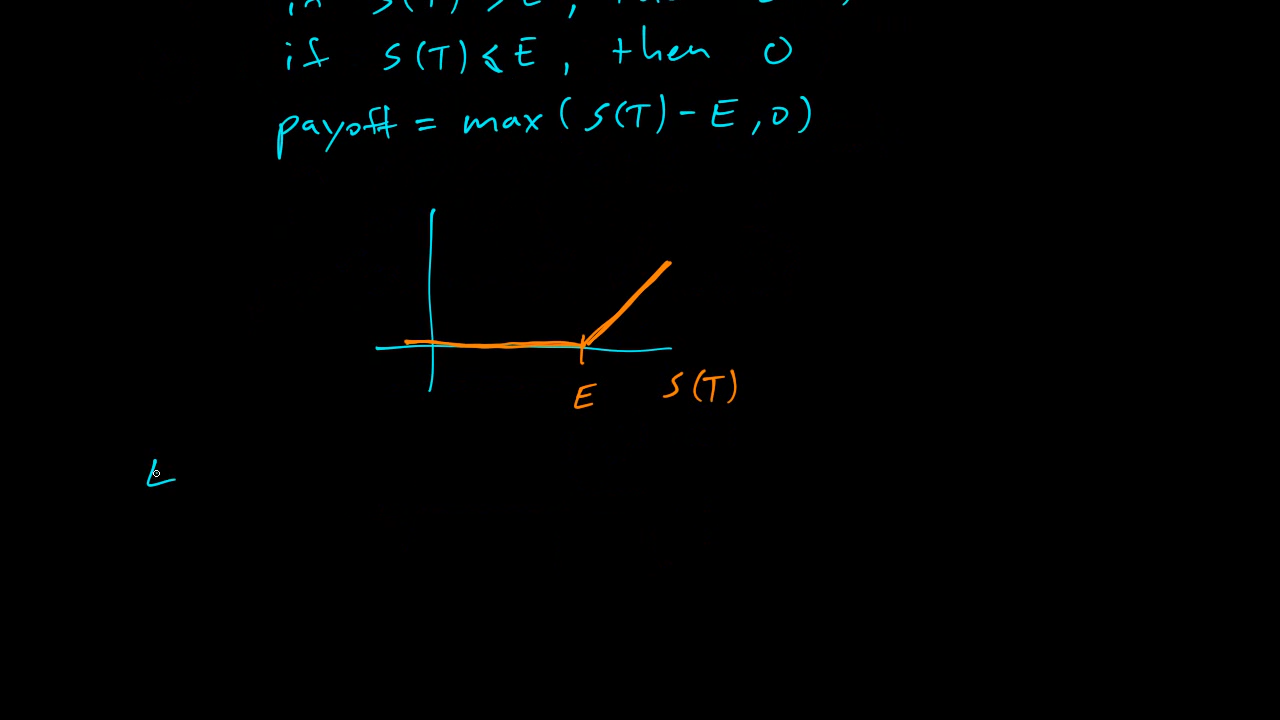 if S(T) ≤ E, then 0
payoff = max(S(T) - E, 0)
E
S(T)
L